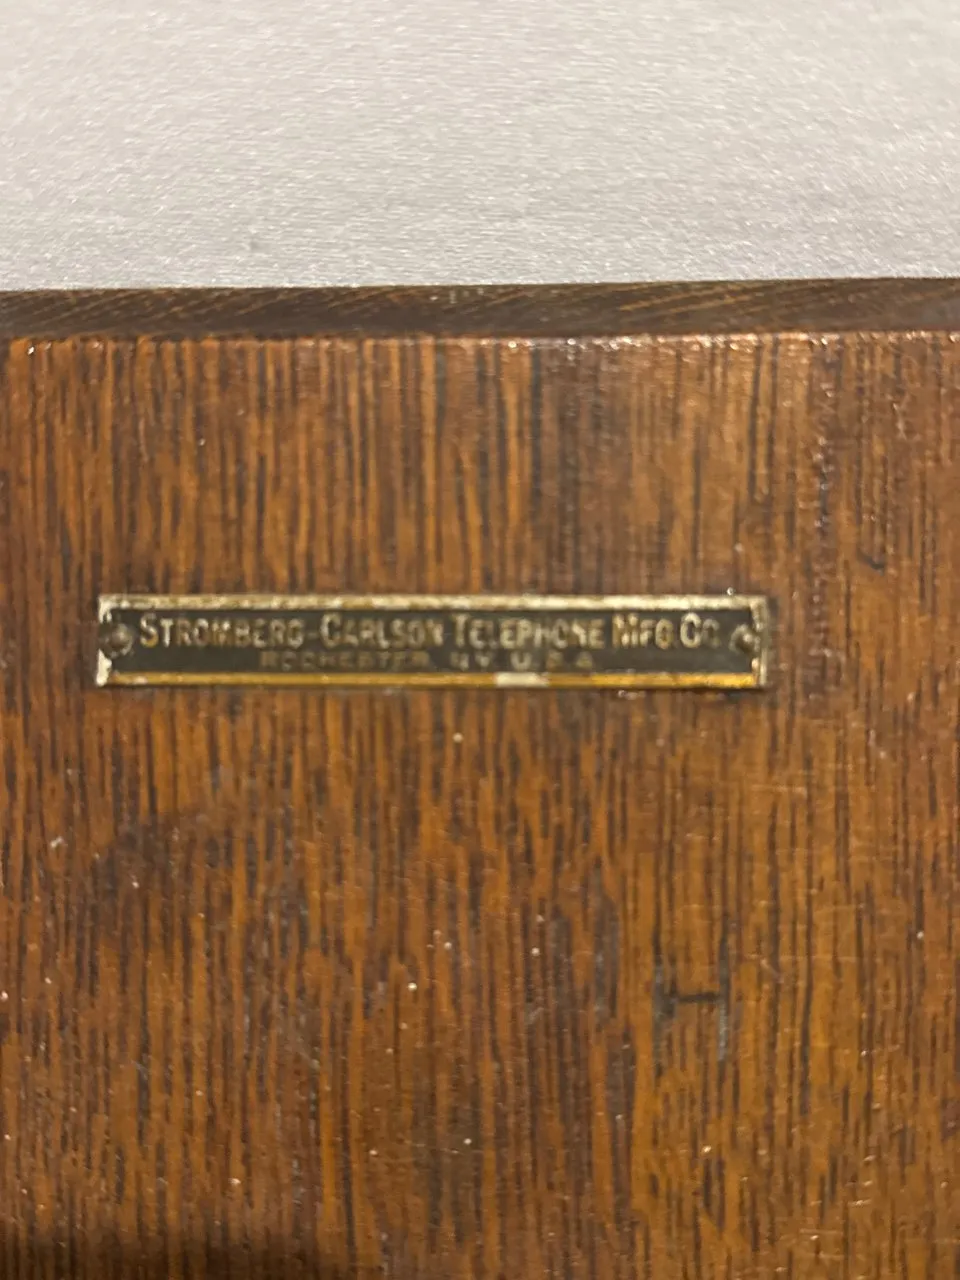 STROMBERG-CARLSON TELEPHONE MFG. CO.
ROCHESTER, N.Y. U.S.A.
H